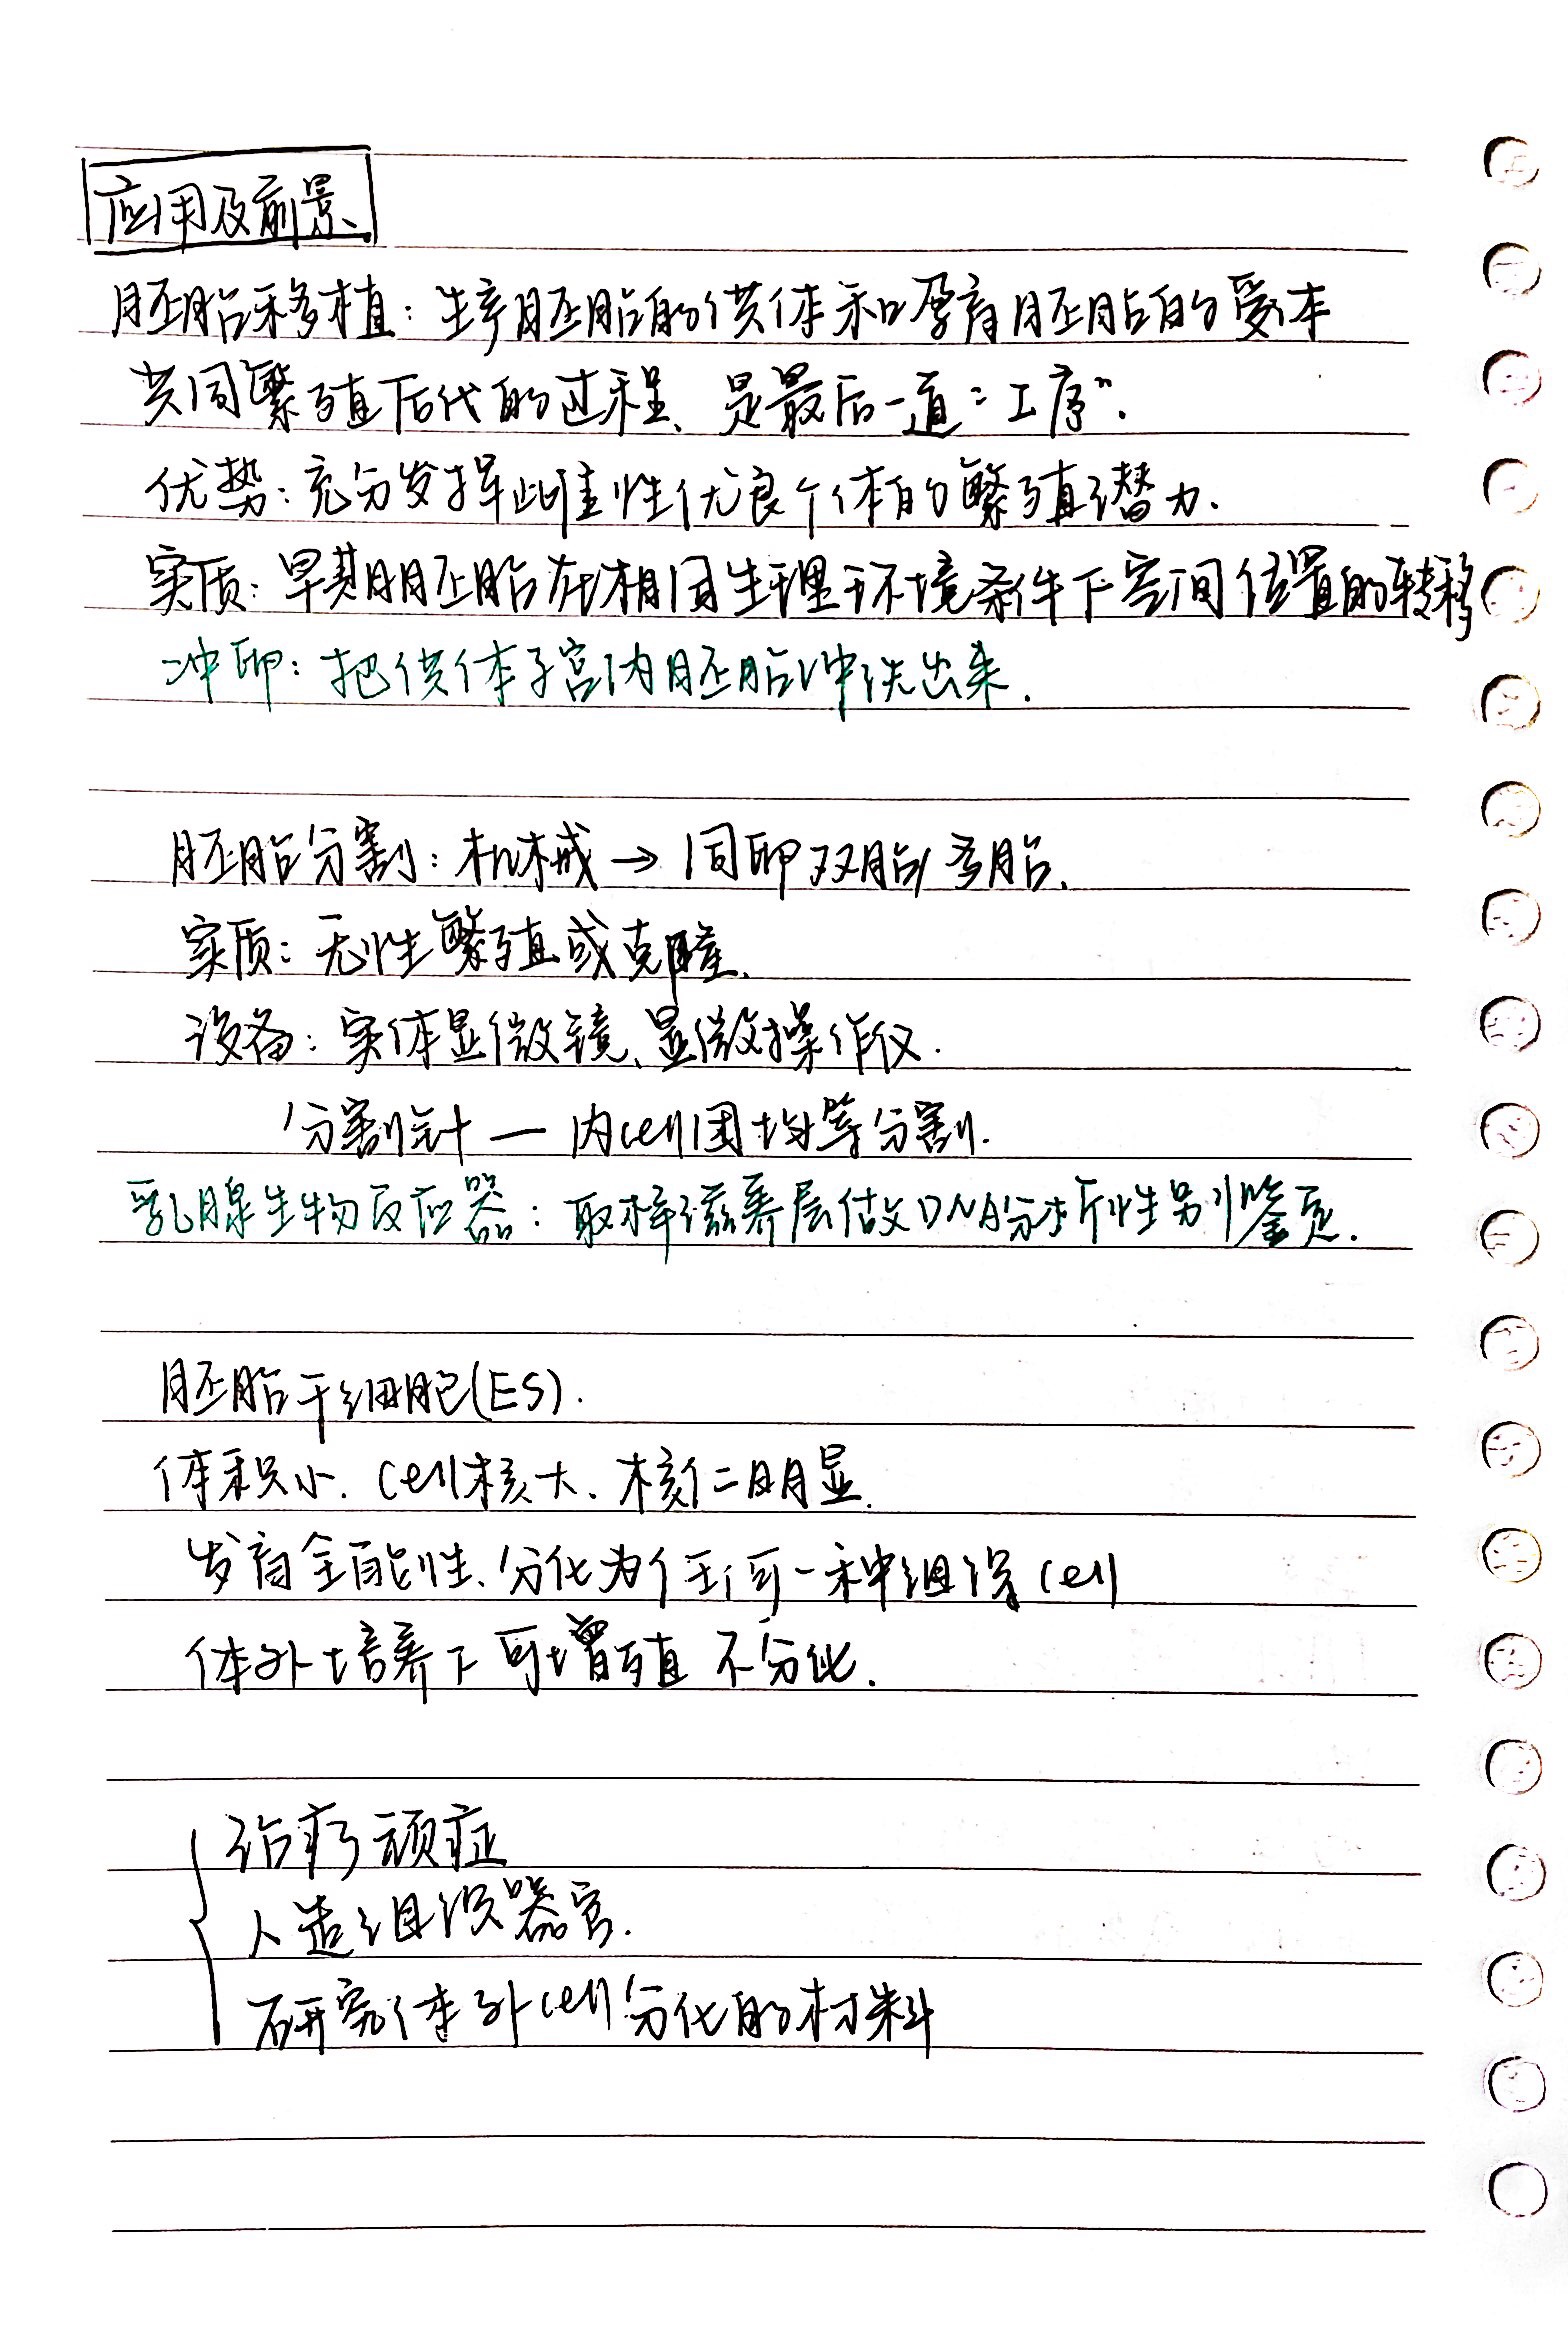 应用及前景
胚胎移植：生产胚胎的供体和孕育胚胎的受体
共同繁殖后代的过程、是最后一道"工序".
优势：充分发挥雌性优良个体的繁殖潜力.
实质：早期胚胎在相同生理环境条件下空间位置的转移
冲卵：把供体子宫内胚胎冲洗出来.
胚胎分割：机械→同卵双胎/多胎.
实质：无性繁殖或克隆.
设备：实体显微镜、显微操作仪.
分割针—内cell团均等分割.
乳腺生物反应器：取样滋养层做DNA分析性别鉴定.
胚胎干细胞(ES).
体积小. cell核大. 核仁明显.
发育全能性、分化为任何一种组织cell
体外培养下可增殖 不分化.
治疗顽症
人造组织器官.
研究体外cell分化的材料